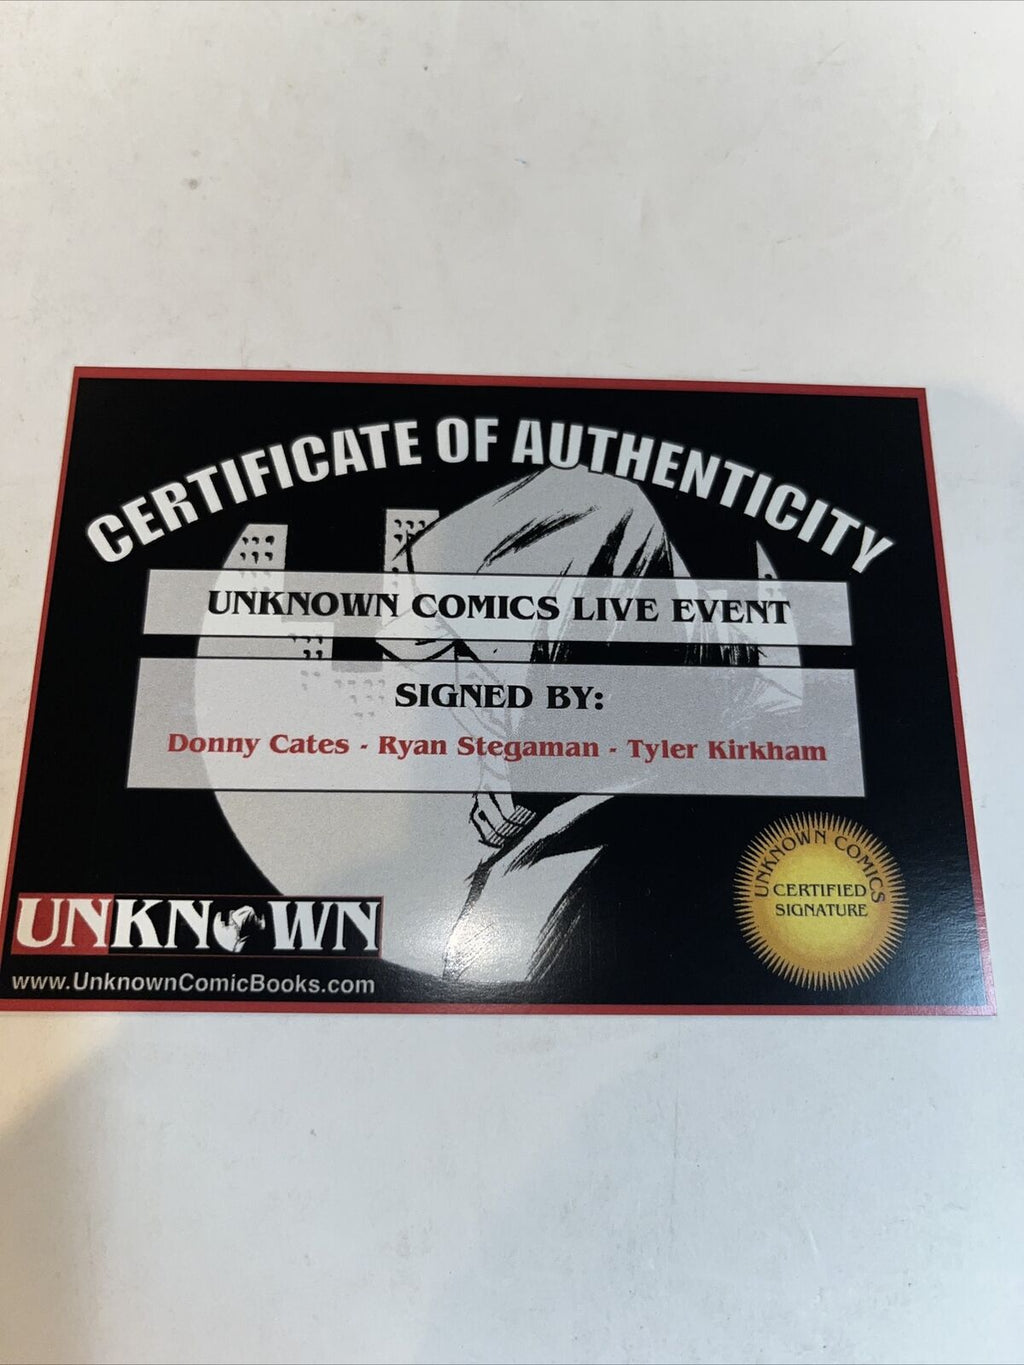 CERTIFICATE OF AUTHENTICITY
UNKNOWN COMICS LIVE EVENT
SIGNED BY:
Donny Cates - Ryan Stegaman - Tyler Kirkham
UNKNOWN COMICS
CERTIFIED
SIGNATURE
UNKNOWN
www.UnknownComicBooks.com